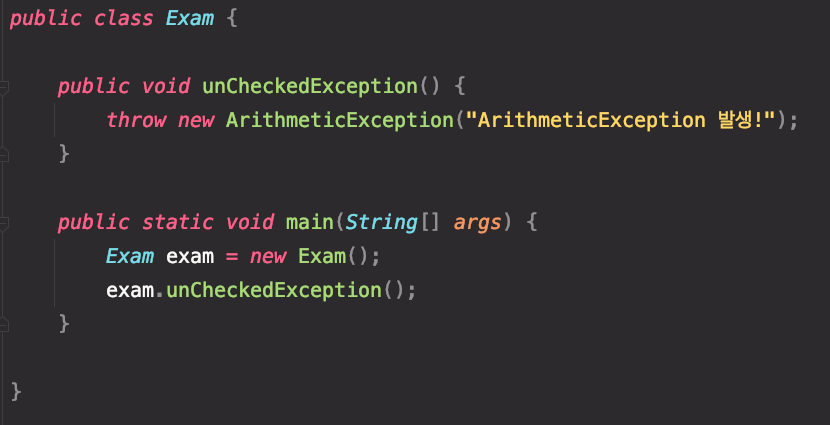 public class Exam {
public void unCheckedException() {
throw new ArithmeticException("ArithmeticException 발생!");
}
public static void main(String[] args) {
Exam exam = new Exam();
exam.unCheckedException();
}
}